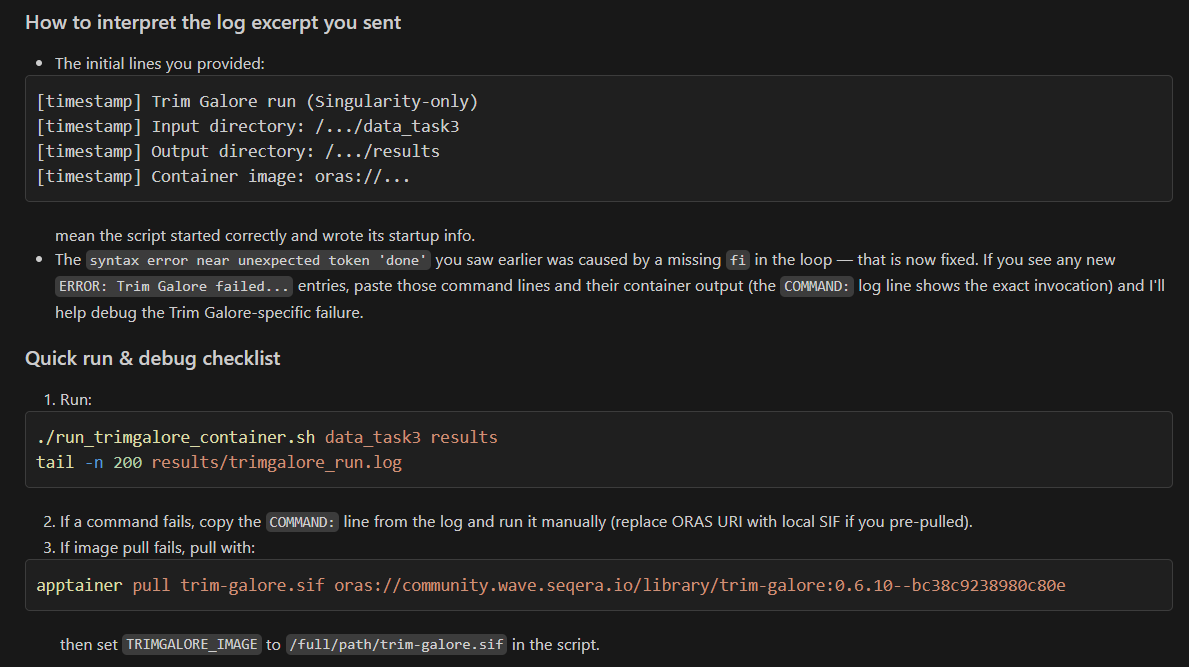 How to interpret the log excerpt you sent
• The initial lines you provided:
[timestamp] Trim Galore run (Singularity-only)
[timestamp] Input directory: /.../data_task3
[timestamp] Output directory: /.../results
[timestamp] Container image: oras://...
mean the script started correctly and wrote its startup info.
• The syntax error near unexpected token 'done' you saw earlier was caused by a missing fi in the loop — that is now fixed. If you see any new
ERROR: Trim Galore failed... entries, paste those command lines and their container output (the COMMAND: log line shows the exact invocation) and I'll
help debug the Trim Galore-specific failure.
Quick run & debug checklist
1. Run:
./run_trimgalore_container.sh data_task3 results
tail -n 200 results/trimgalore_run.log
2. If a command fails, copy the COMMAND: line from the log and run it manually (replace ORAS URI with local SIF if you pre-pulled).
3. If image pull fails, pull with:
apptainer pull trim-galore.sif oras://community.wave.seqera.io/library/trim-galore:0.6.10--bc38c9238980c80e
then set TRIMGALORE_IMAGE to /full/path/trim-galore.sif in the script.